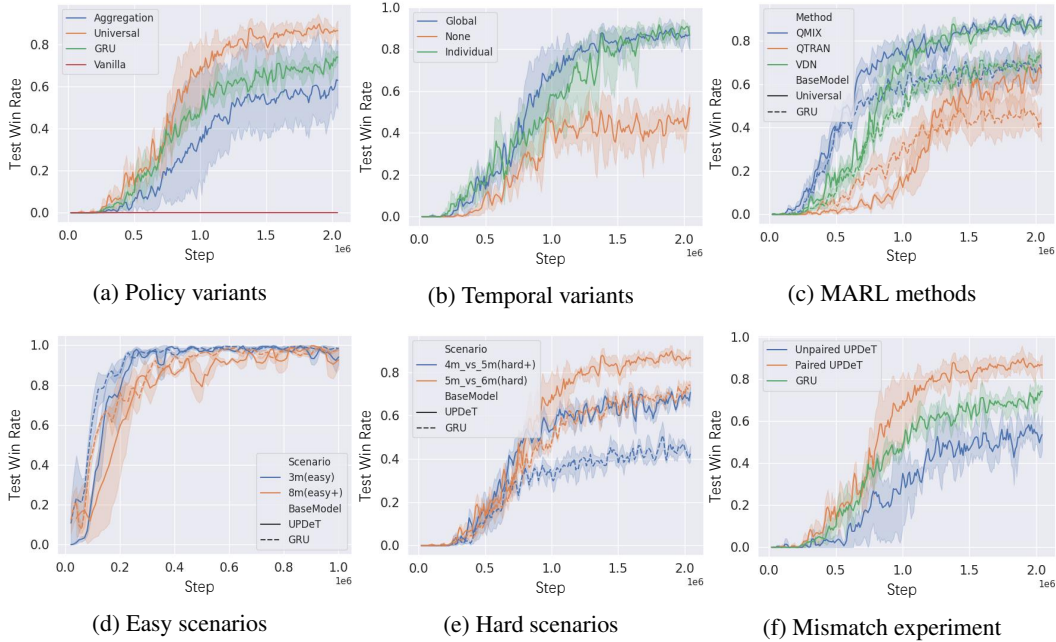 Aggregation
Universal
GRU
Vanilla
Test Win Rate
0.8
0.6
0.4
0.2
0.0
0.0 0.5 1.0 1.5 2.0
1e6
Step
(a) Policy variants
Global
None
Individual
Test Win Rate
1.0
0.8
0.6
0.4
0.2
0.0
0.0 0.5 1.0 1.5 2.0
1e6
Step
(b) Temporal variants
Method
QMIX
QTRAN
VDN
BaseModel
Universal
GRU
Test Win Rate
0.8
0.6
0.4
0.2
0.0
0.0 0.5 1.0 1.5 2.0
1e6
Step
(c) MARL methods
Test Win Rate
1.0
0.8
0.6
0.4
0.2
0.0
Scenario
3m(easy)
8m(easy+)
BaseModel
UPDeT
GRU
0.0 0.2 0.4 0.6 0.8 1.0
1e6
Step
(d) Easy scenarios
Scenario
4m_vs_5m(hard+)
5m_vs_6m(hard)
BaseModel
UPDeT
GRU
Test Win Rate
0.8
0.6
0.4
0.2
0.0
0.0 0.5 1.0 1.5 2.0
1e6
Step
(e) Hard scenarios
Unpaired UPDeT
Paired UPDeT
GRU
Test Win Rate
1.0
0.8
0.6
0.4
0.2
0.0
0.0 0.5 1.0 1.5 2.0
1e6
Step
(f) Mismatch experiment